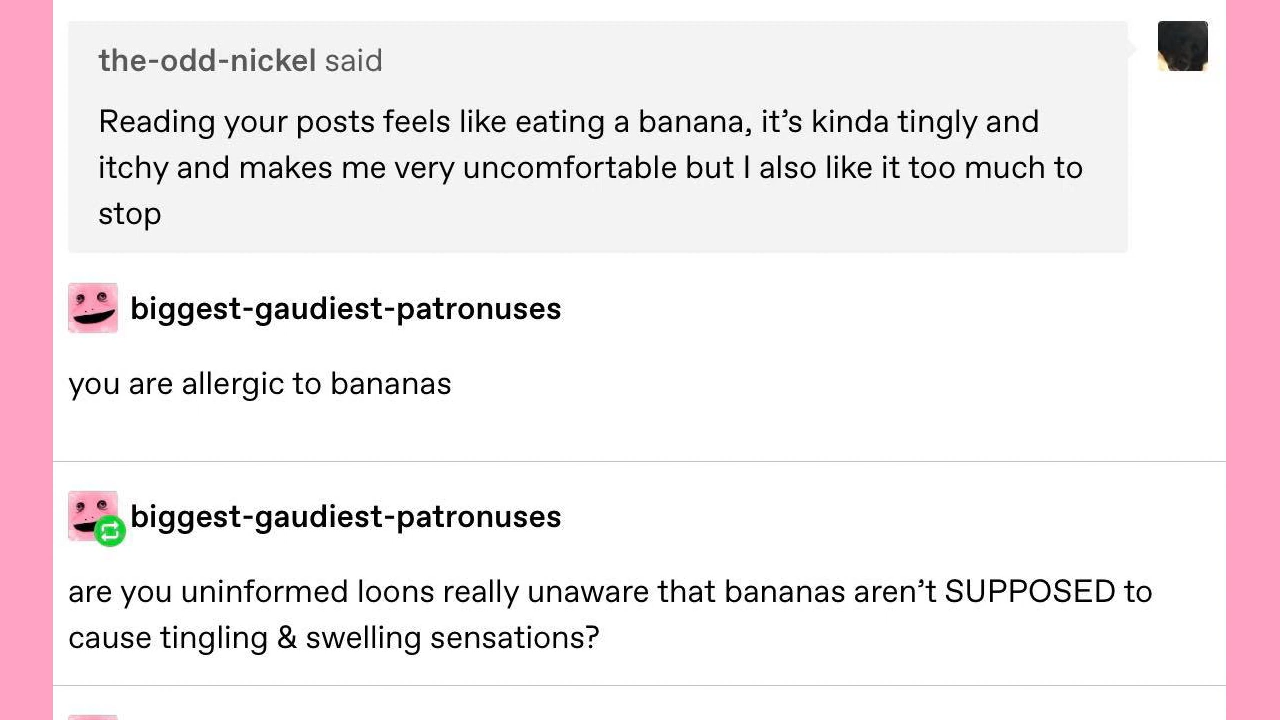 the-odd-nickel said
Reading your posts feels like eating a banana, it’s kinda tingly and
itchy and makes me very uncomfortable but I also like it too much to
stop
biggest-gaudiest-patronuses
you are allergic to bananas
biggest-gaudiest-patronuses
are you uninformed loons really unaware that bananas aren’t SUPPOSED to
cause tingling & swelling sensations?